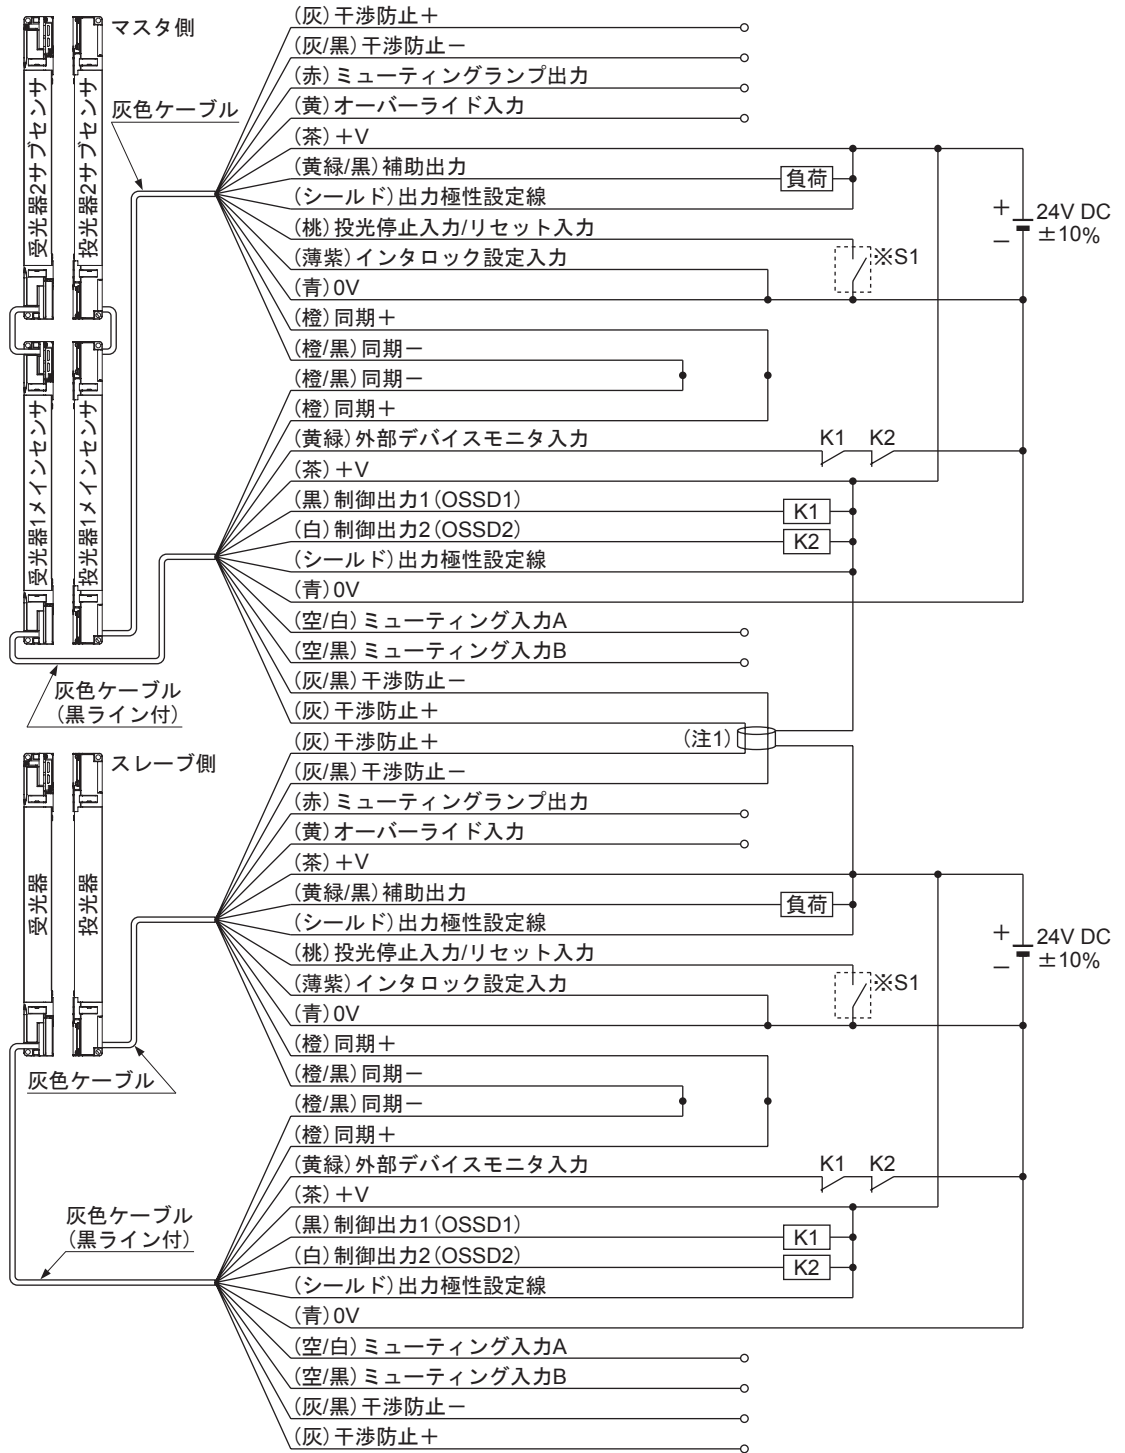 マスタ側
受光器2サブセンサ
投光器2サブセンサ
受光器1メインセンサ
投光器1メインセンサ
灰色ケーブル
(灰)干渉防止＋
(灰/黒)干渉防止－
(赤)ミューティングランプ出力
(黄)オーバーライド入力
(茶)＋V
(黄緑/黒)補助出力
負荷
(シールド)出力極性設定線
(桃)投光停止入力/リセット入力
※S1
(薄紫)インタロック設定入力
(青)0V
＋
－
24V DC
±10%
(橙)同期＋
(橙/黒)同期－
(橙/黒)同期－
(橙)同期＋
(黄緑)外部デバイスモニタ入力
K1 K2
(茶)＋V
(黒)制御出力1(OSSD1)
K1
(白)制御出力2(OSSD2)
K2
(シールド)出力極性設定線
(青)0V
(空/白)ミューティング入力A
(空/黒)ミューティング入力B
(灰/黒)干渉防止－
(灰)干渉防止＋
灰色ケーブル
(黒ライン付)
(注1)
スレーブ側
受光器
投光器
灰色ケーブル
(灰)干渉防止＋
(灰/黒)干渉防止－
(赤)ミューティングランプ出力
(黄)オーバーライド入力
(茶)＋V
(黄緑/黒)補助出力
負荷
(シールド)出力極性設定線
(桃)投光停止入力/リセット入力
※S1
(薄紫)インタロック設定入力
(青)0V
＋
－
24V DC
±10%
(橙)同期＋
(橙/黒)同期－
(橙/黒)同期－
(橙)同期＋
(黄緑)外部デバイスモニタ入力
K1 K2
(茶)＋V
(黒)制御出力1(OSSD1)
K1
(白)制御出力2(OSSD2)
K2
(シールド)出力極性設定線
(青)0V
(空/白)ミューティング入力A
(空/黒)ミューティング入力B
(灰/黒)干渉防止－
(灰)干渉防止＋
灰色ケーブル
(黒ライン付)